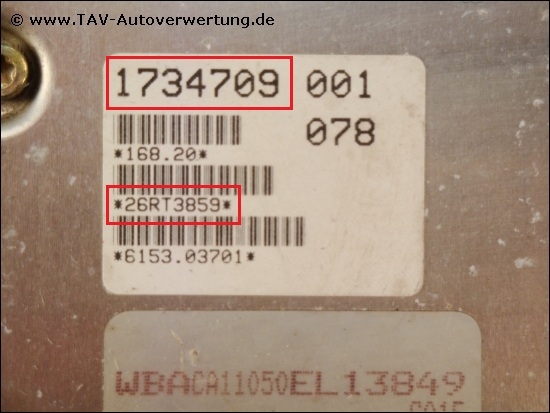 © www.TAV-Autoverwertung.de
1734709 001
078
*168.20*
*26RT3859*
*6153.03701*
WBACA11050EL13849